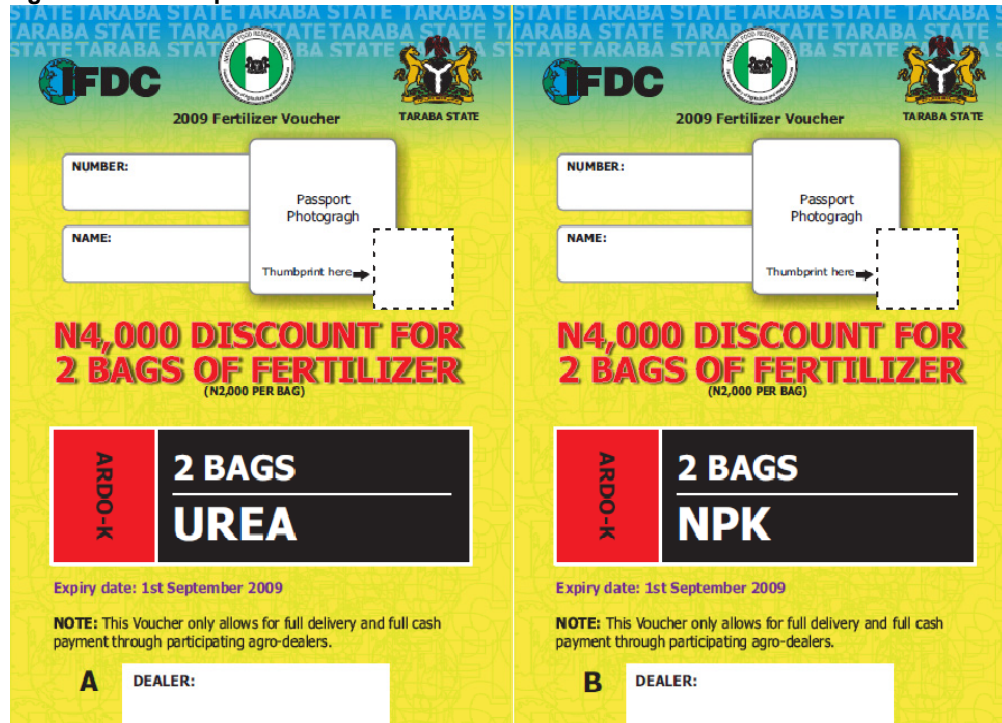 STATE TARABA STATE TARABA STATE TARABA
IFDC
2009 Fertilizer Voucher
TARABA STATE
NUMBER:
Passport
Photogragh
NAME:
Thumbprint here
N4,000 DISCOUNT FOR
2 BAGS OF FERTILIZER
(N2,000 PER BAG)
ARDO-K
2 BAGS
UREA
Expiry date: 1st September 2009
NOTE: This Voucher only allows for full delivery and full cash
payment through participating agro-dealers.
A
DEALER:
STATE TARABA STATE TARABA STATE TARABA
IFDC
2009 Fertilizer Voucher
TARABA STATE
NUMBER:
Passport
Photogragh
NAME:
Thumbprint here
N4,000 DISCOUNT FOR
2 BAGS OF FERTILIZER
(N2,000 PER BAG)
ARDO-K
2 BAGS
NPK
Expiry date: 1st September 2009
NOTE: This Voucher only allows for full delivery and full cash
payment through participating agro-dealers.
B
DEALER: